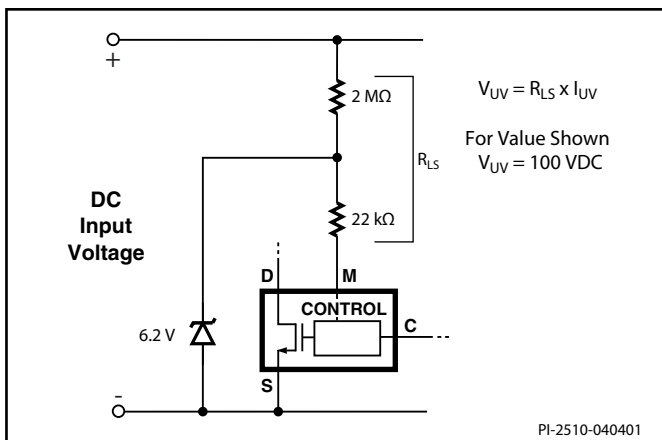 +
2 MΩ
V_UV = R_LS x I_UV
For Value Shown
V_UV = 100 VDC
R_LS
DC
Input
Voltage
22 kΩ
D
M
CONTROL
C
6.2 V
S
-
PI-2510-040401